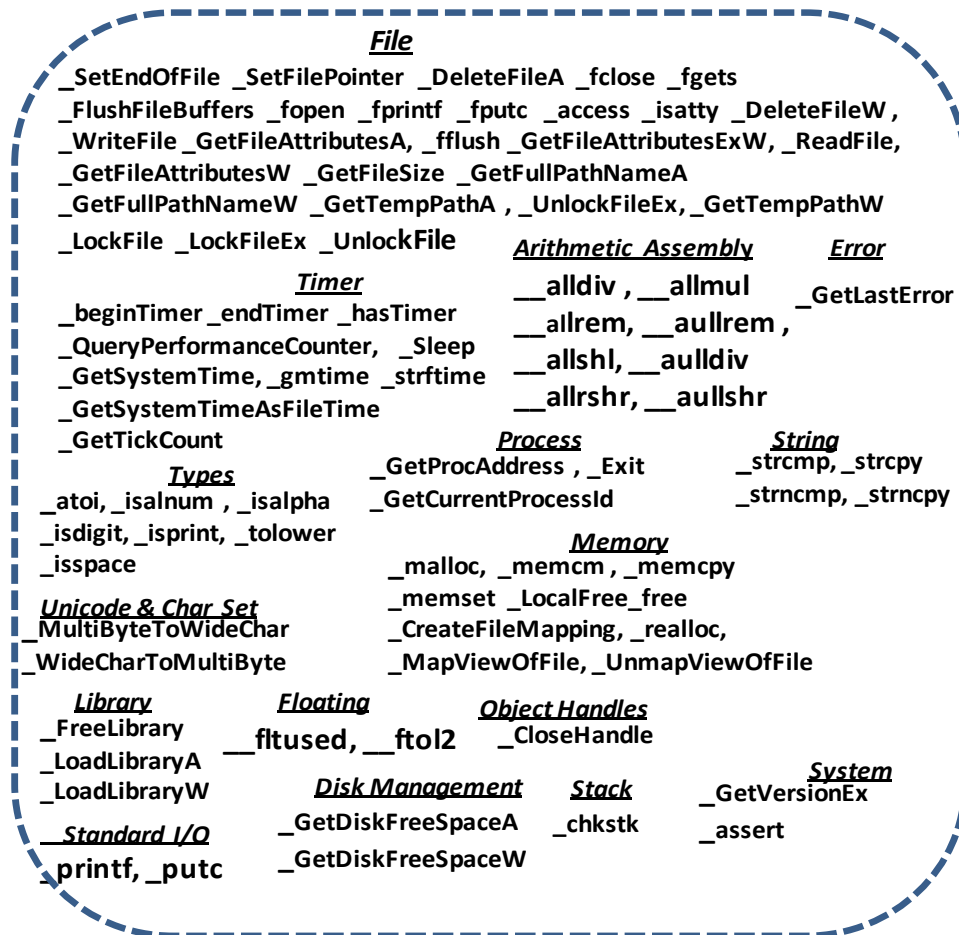 File
_SetEndOfFile _SetFilePointer _DeleteFileA _fclose _fgets
_FlushFileBuffers _fopen _fprintf _fputc _access _isatty _DeleteFileW ,
_WriteFile _GetFileAttributesA, _fflush _GetFileAttributesExW, _ReadFile,
_GetFileAttributesW _GetFileSize _GetFullPathNameA
_GetFullPathNameW _GetTempPathA , _UnlockFileEx, _GetTempPathW
_LockFile _LockFileEx _UnlockFile
Arithmetic Assembly
__alldiv , __allmul
__allrem, __aullrem ,
__allshl, __aulldiv
__allrshr, __aullshr
Error
_GetLastError
Timer
_beginTimer _endTimer _hasTimer
_QueryPerformanceCounter, _Sleep
_GetSystemTime, _gmtime _strftime
_GetSystemTimeAsFileTime
_GetTickCount
Process
_GetProcAddress , _Exit
_GetCurrentProcessId
String
_strcmp, _strcpy
_strncmp, _strncpy
Types
_atoi, _isalnum , _isalpha
_isdigit, _isprint, _tolower
_isspace
Memory
_malloc, _memcm , _memcpy
_memset _LocalFree_free
_CreateFileMapping, _realloc,
_MapViewOfFile, _UnmapViewOfFile
Unicode & Char Set
_MultiByteToWideChar
_WideCharToMultiByte
Library
_FreeLibrary
_LoadLibraryA
_LoadLibraryW
Floating
__fltused, __ftol2
Object Handles
_CloseHandle
Disk Management
_GetDiskFreeSpaceA
_GetDiskFreeSpaceW
Stack
_chkstk
System
_GetVersionEx
_assert
Standard I/O
_printf, _putc